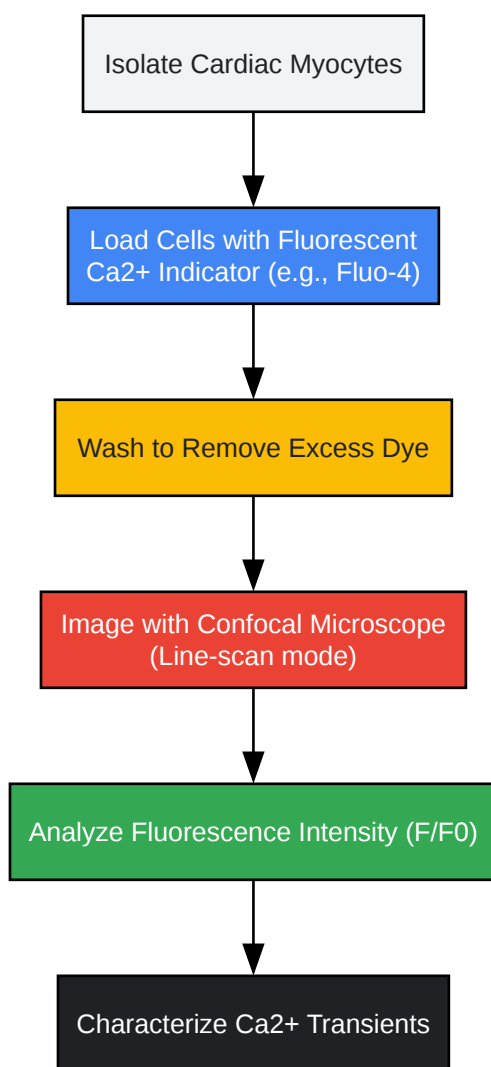 Isolate Cardiac Myocytes
Load Cells with Fluorescent
Ca2+ Indicator (e.g., Fluo-4)
Wash to Remove Excess Dye
Image with Confocal Microscope
(Line-scan mode)
Analyze Fluorescence Intensity (F/F0)
Characterize Ca2+ Transients